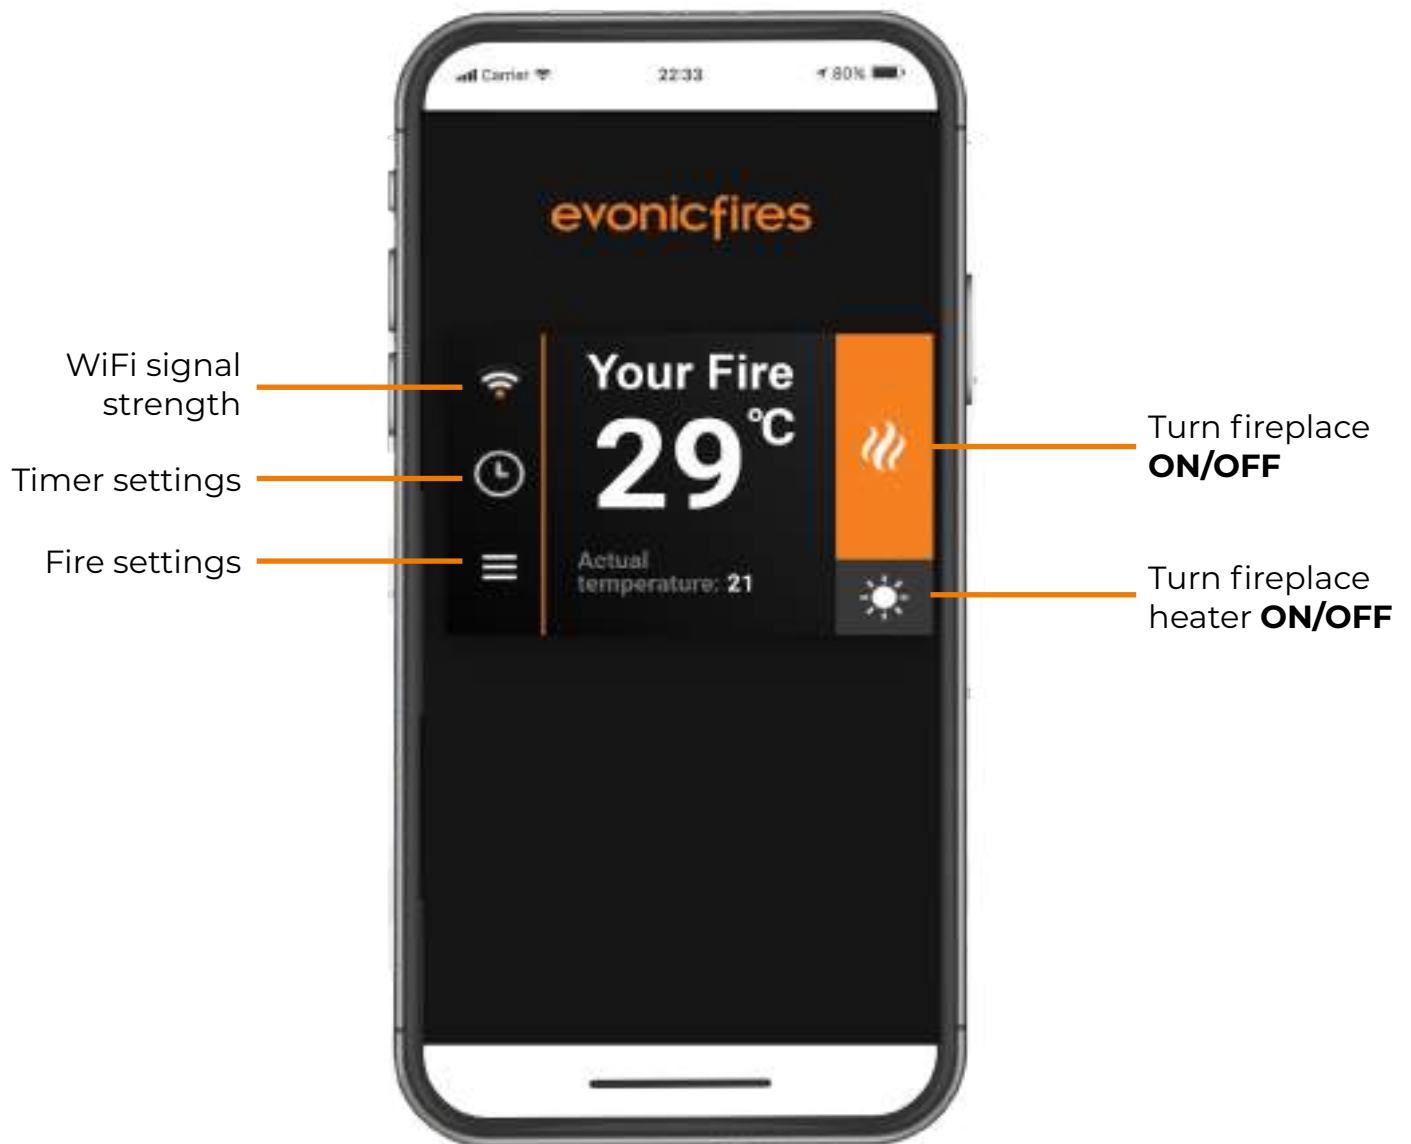 Carrier
22:33
80%
evonicfires
WiFi signal
strength
Timer settings
Fire settings
Your Fire
29°C
Actual
temperature: 21
Turn fireplace
ON/OFF
Turn fireplace
heater ON/OFF